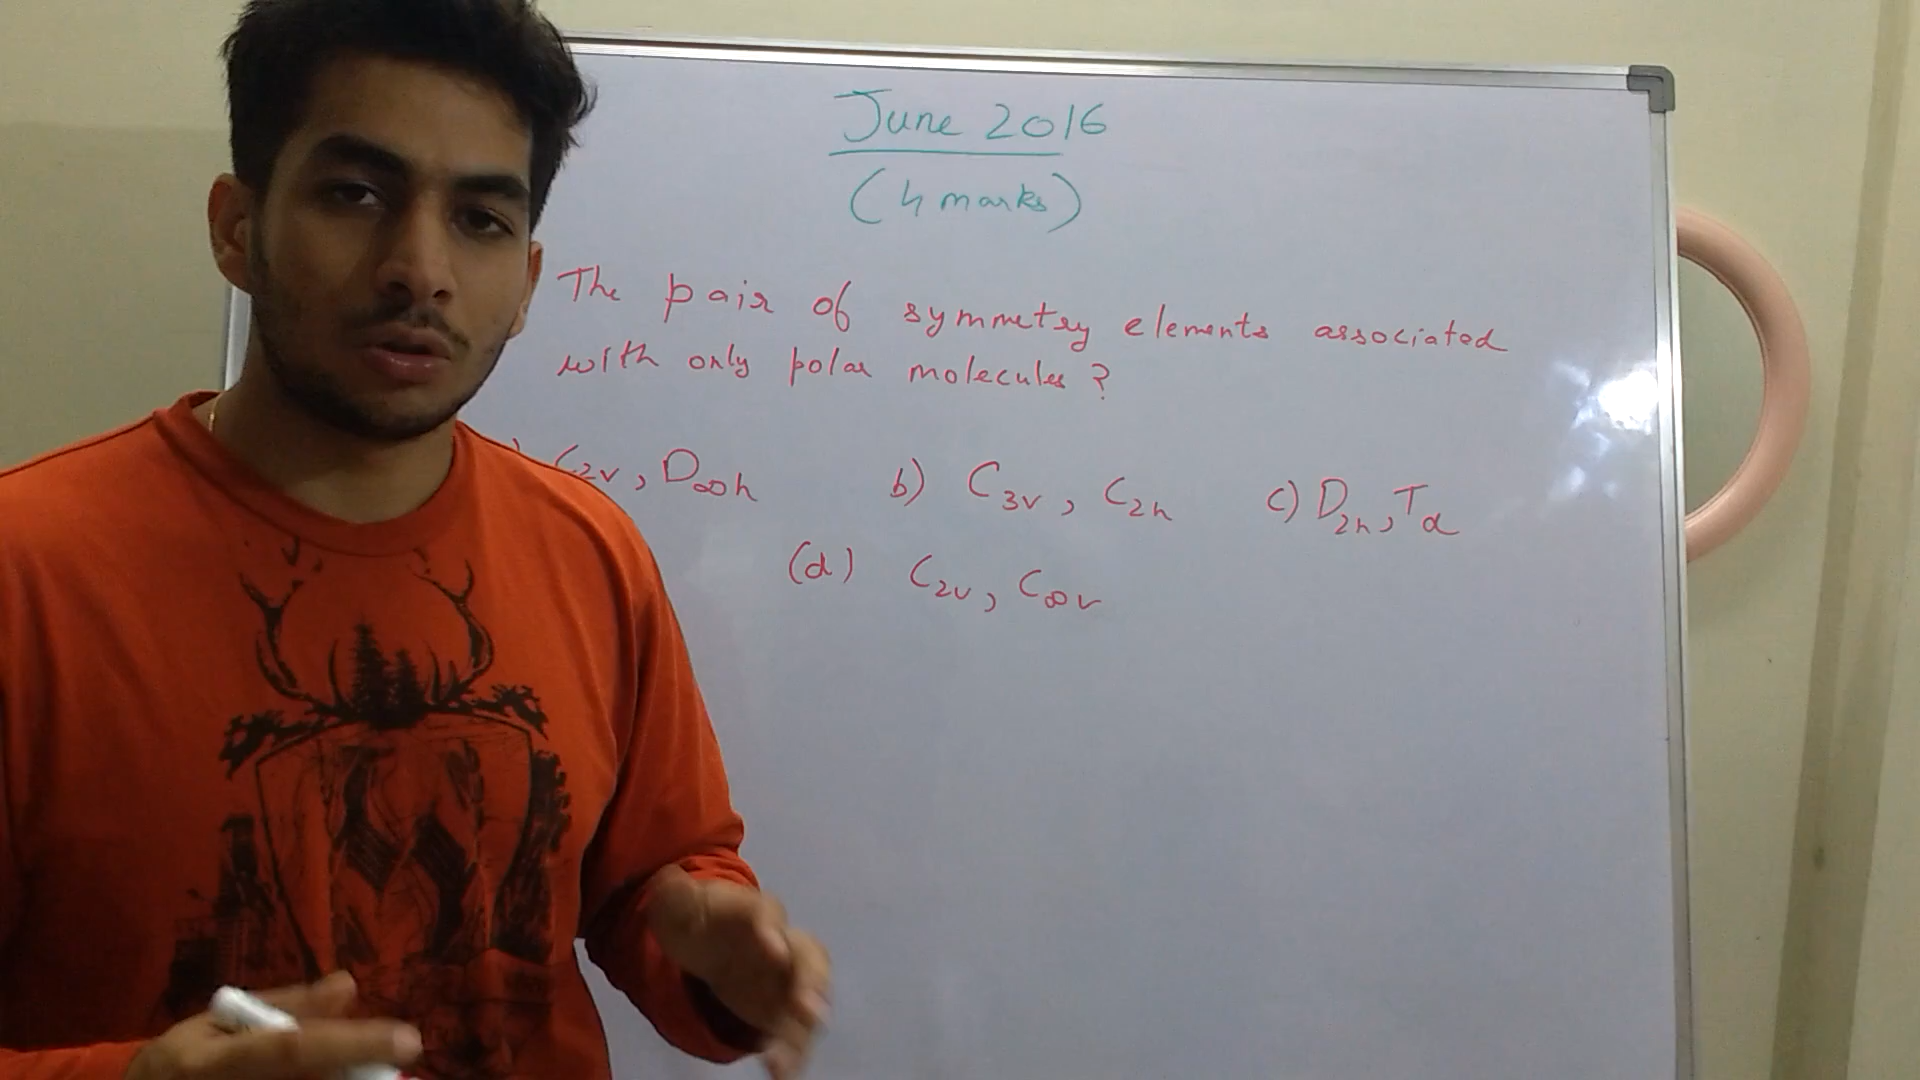 June 2016
(4 marks)
The pair of symmetry elements associated
with only polar molecules ?
) C2v, D∞h b) C3v, C2h c) D2h, Td
(d) C2v, C∞v